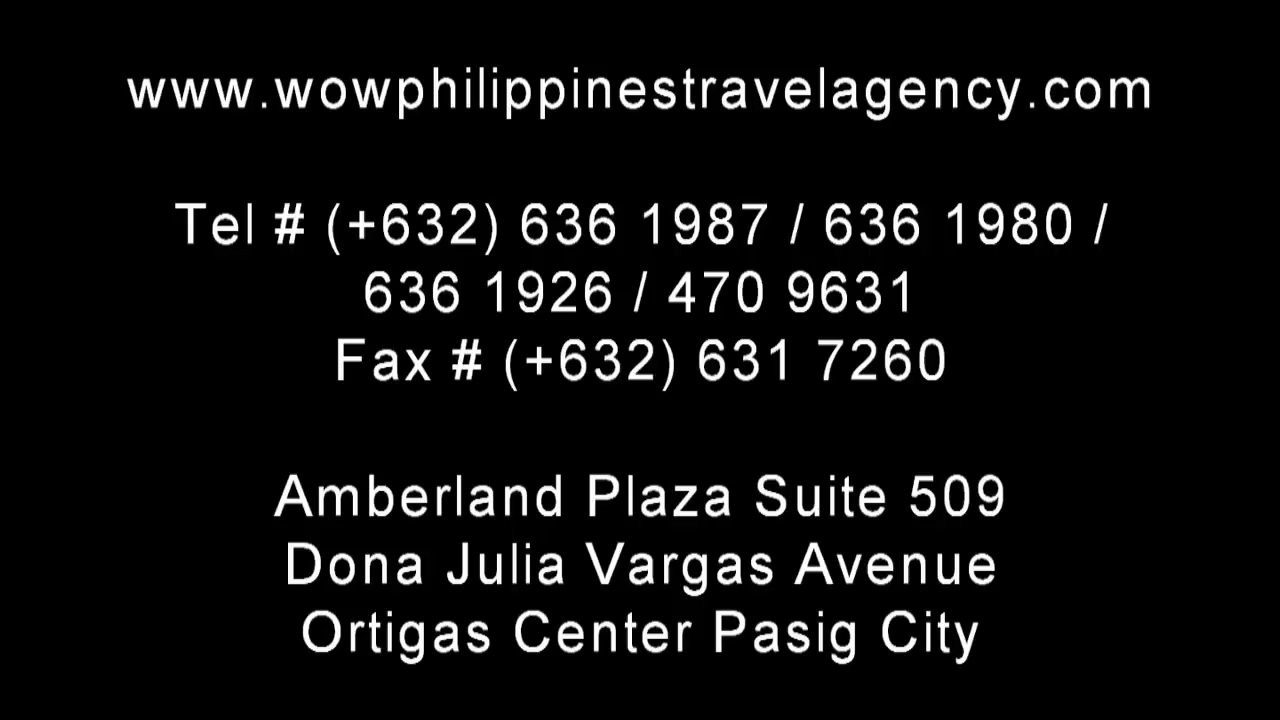 www.wowphilippinestravelagency.com
Tel # (+632) 636 1987 / 636 1980 /
636 1926 / 470 9631
Fax # (+632) 631 7260
Amberland Plaza Suite 509
Dona Julia Vargas Avenue
Ortigas Center Pasig City